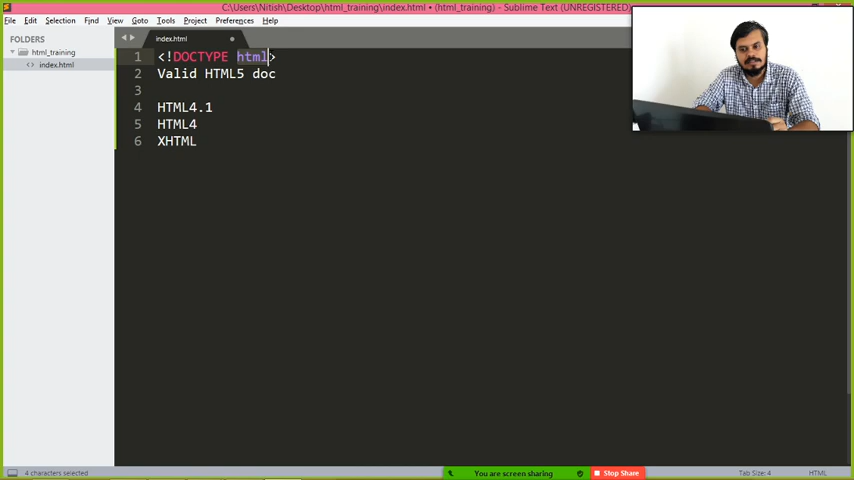 C:\Users\Nitish\Desktop\html_training\index.html • (html_training) - Sublime Text (UNREGISTERED)
File Edit Selection Find View Goto Tools Project Preferences Help
FOLDERS
html_training
<> index.html
index.html
1 <!DOCTYPE html>
2 Valid HTML5 doc
3
4 HTML4.1
5 HTML4
6 XHTML
4 characters selected
You are screen sharing
Stop Share
Tab Size: 4
HTML